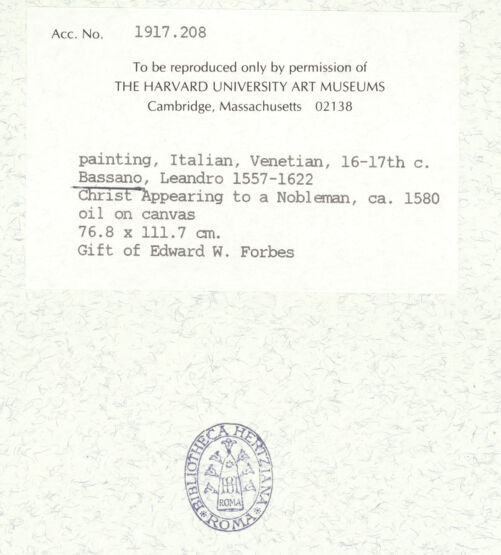 Acc. No. 1917.208
To be reproduced only by permission of
THE HARVARD UNIVERSITY ART MUSEUMS
Cambridge, Massachusetts 02138
painting, Italian, Venetian, 16-17th c.
Bassano, Leandro 1557-1622
Christ Appearing to a Nobleman, ca. 1580
oil on canvas
76.8 x 111.7 cm.
Gift of Edward W. Forbes
BIBLIOTHECA HERTZIANA
BH
ROMA
* ROMA *